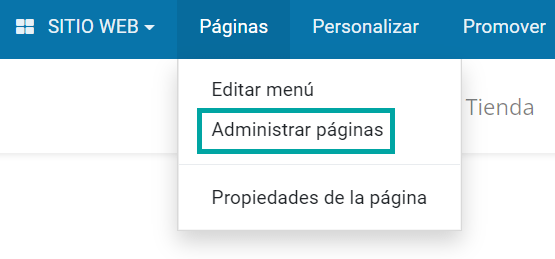 SITIO WEB Páginas Personalizar Promover
Editar menú
Tienda
Administrar páginas
Propiedades de la página